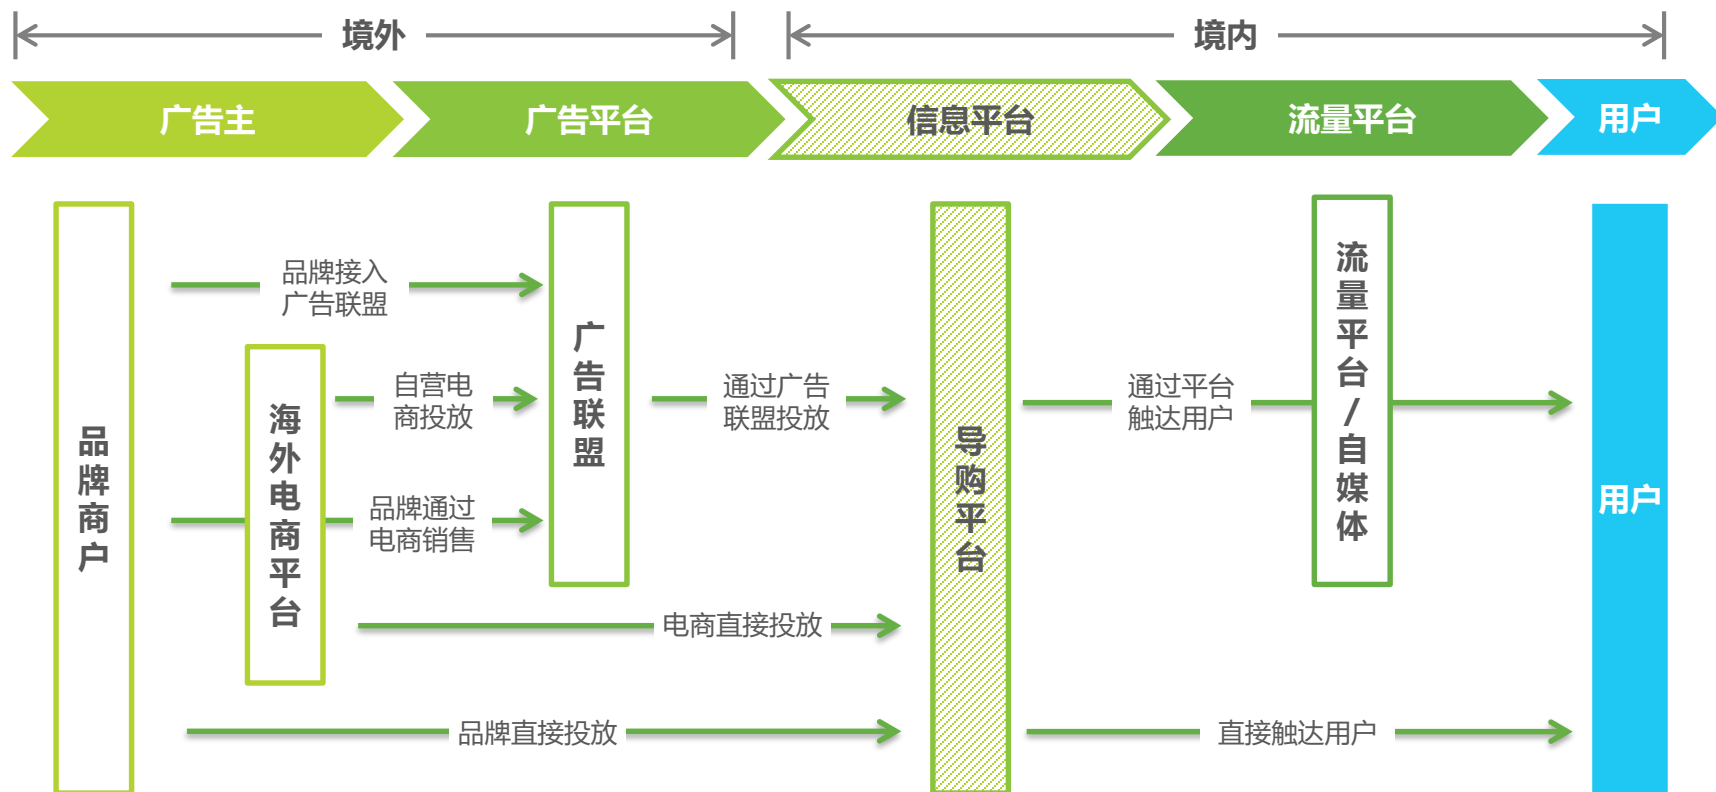 境外
境内
广告主
广告平台
信息平台
流量平台
用户
品牌商户
海外电商平台
品牌接入
广告联盟
自营电
商投放
品牌通过
电商销售
广告联盟
通过广告
联盟投放
电商直接投放
品牌直接投放
导购平台
通过平台
触达用户
流量平台/自媒体
直接触达用户
用户